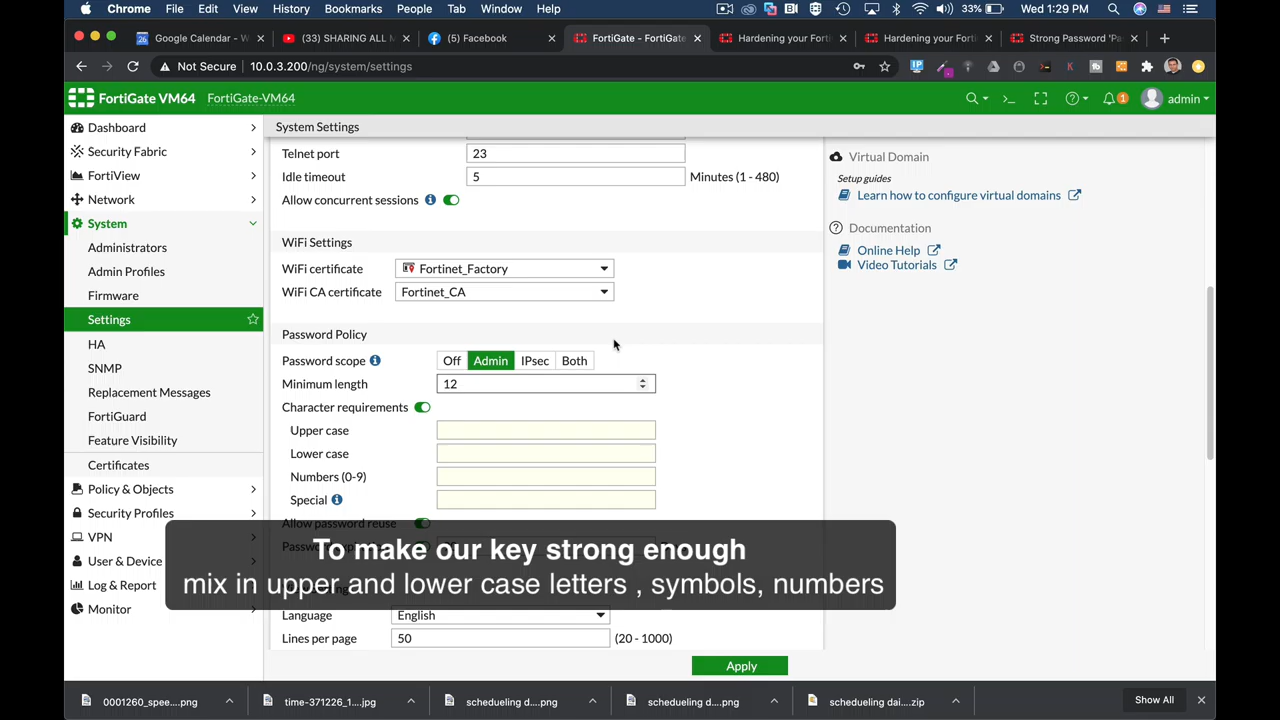 Chrome File Edit View History Bookmarks People Tab Window Help 33% Wed 1:29 PM
Google Calendar - W
(33) SHARING ALL M
(5) Facebook
FortiGate - FortiGate
Hardening your Forti
Hardening your Forti
Strong Password 'Pa
Not Secure 10.0.3.200/ng/system/settings
FortiGate VM64 FortiGate-VM64
1 admin
Dashboard
Security Fabric
FortiView
Network
System
Administrators
Admin Profiles
Firmware
Settings
HA
SNMP
Replacement Messages
FortiGuard
Feature Visibility
Certificates
Policy & Objects
Security Profiles
VPN
User & Device
Log & Report
Monitor
System Settings
Telnet port 23
Idle timeout 5 Minutes (1 - 480)
Allow concurrent sessions
WiFi Settings
WiFi certificate Fortinet_Factory
WiFi CA certificate Fortinet_CA
Password Policy
Password scope Off Admin IPsec Both
Minimum length 12
Character requirements
Upper case
Lower case
Numbers (0-9)
Special
Allow password reuse
To make our key strong enough
mix in upper and lower case letters , symbols, numbers
Language English
Lines per page 50 (20 - 1000)
Apply
Virtual Domain
Setup guides
Learn how to configure virtual domains
Documentation
Online Help
Video Tutorials
0001260_spee....png
time-371226_1....jpg
scheduleing d....png
scheduleing d....png
scheduleing dai....zip
Show All